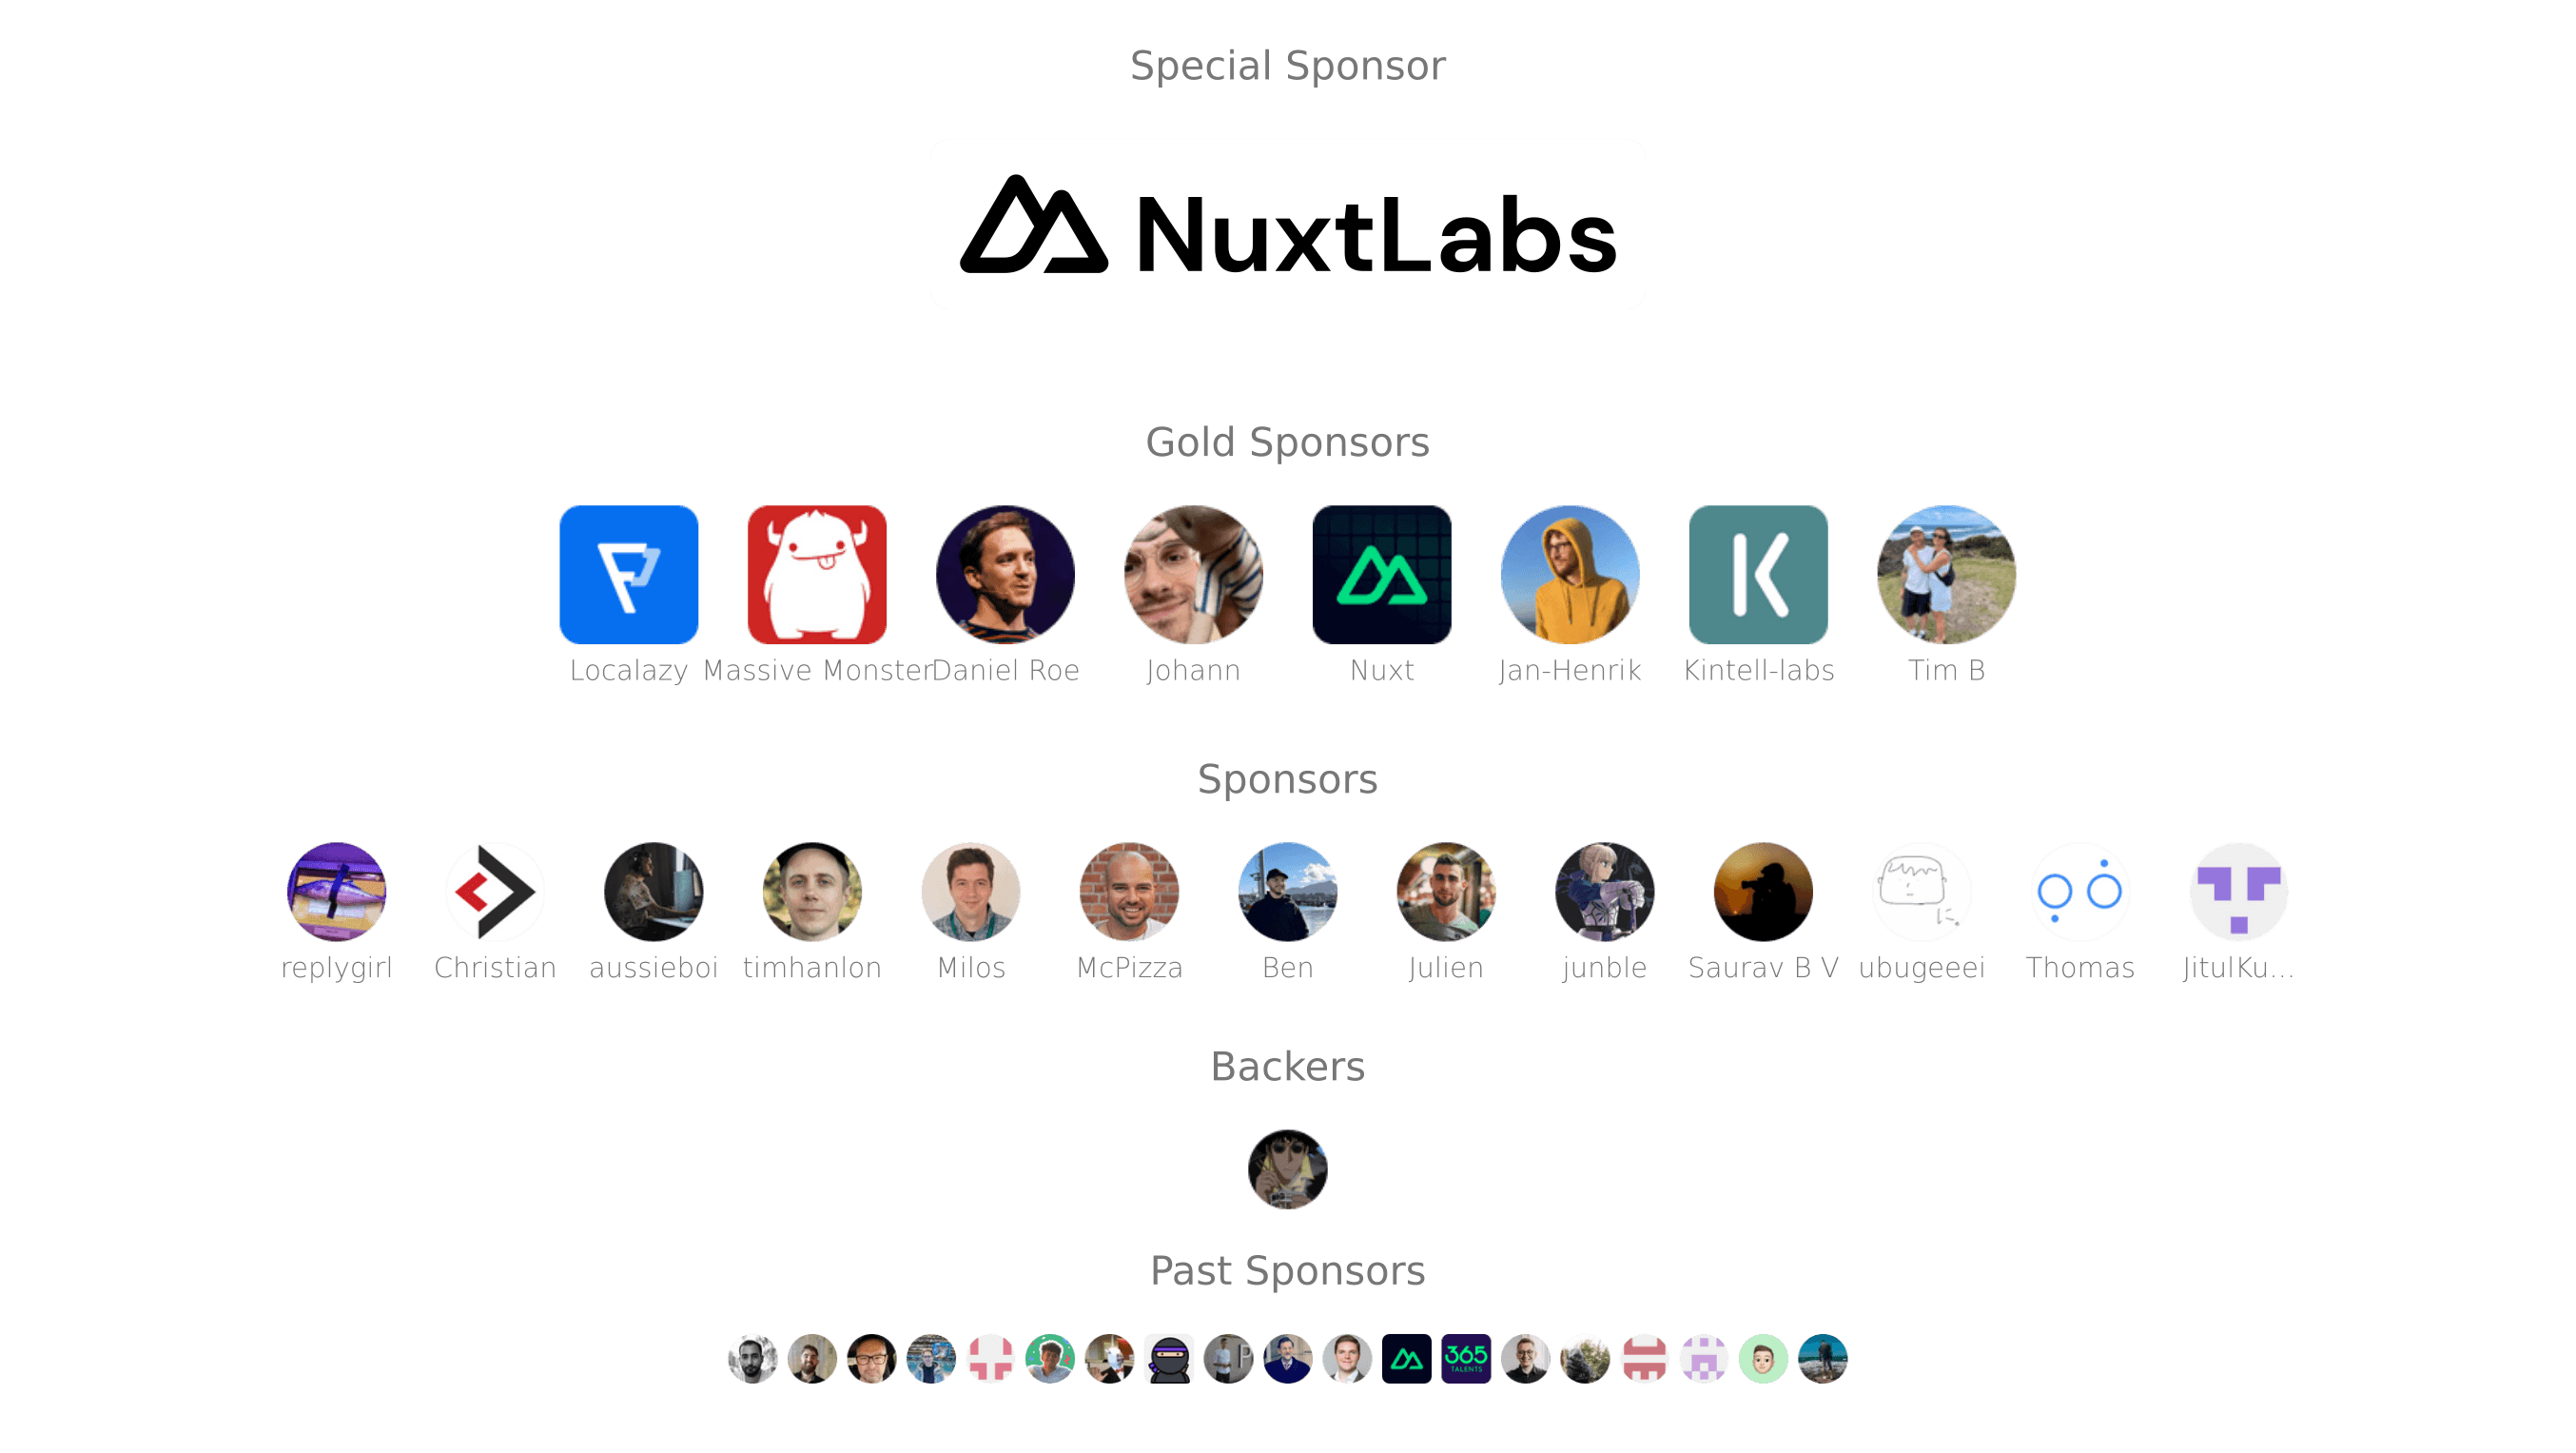 Special Sponsor
NuxtLabs
Gold Sponsors
Localazy Massive Monster Daniel Roe Johann Nuxt Jan-Henrik Kintell-labs Tim B
Sponsors
replygirl Christian aussieboi timhanlon Milos McPizza Ben Julien junble Saurav B V ubugeeei Thomas JitulKu...
Backers
Past Sponsors
365
TALENTS